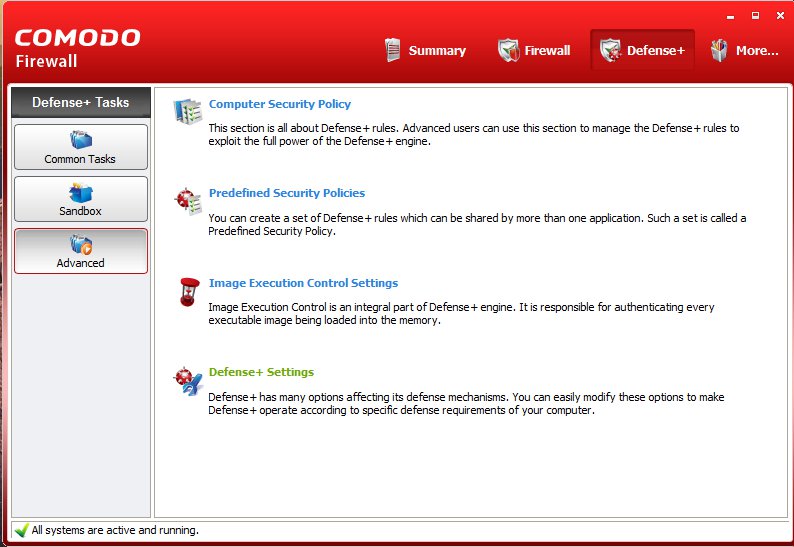 COMODO
Firewall
Summary
Firewall
Defense+
More...
Defense+ Tasks
Common Tasks
Sandbox
Advanced
Computer Security Policy
This section is all about Defense+ rules. Advanced users can use this section to manage the Defense+ rules to
exploit the full power of the Defense+ engine.
Predefined Security Policies
You can create a set of Defense+ rules which can be shared by more than one application. Such a set is called a
Predefined Security Policy.
Image Execution Control Settings
Image Execution Control is an integral part of Defense+ engine. It is responsible for authenticating every
executable image being loaded into the memory.
Defense+ Settings
Defense+ has many options affecting its defense mechanisms. You can easily modify these options to make
Defense+ operate according to specific defense requirements of your computer.
All systems are active and running.